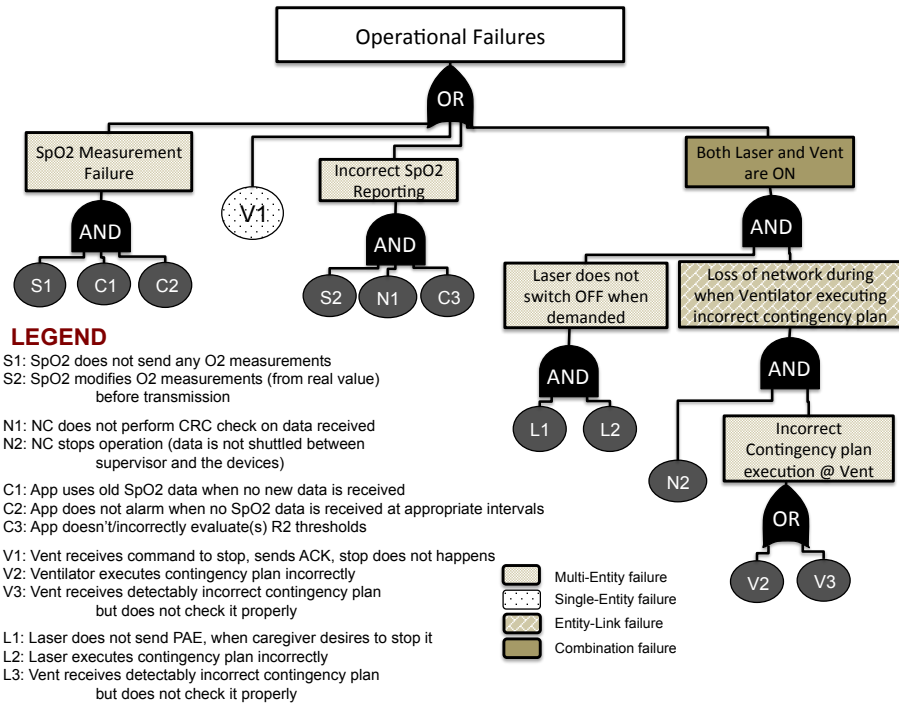 Operational Failures
OR
SpO2 Measurement
Failure
V1
Incorrect SpO2
Reporting
Both Laser and Vent
are ON
AND
AND
AND
S1
C1
C2
S2
N1
C3
Laser does not
switch OFF when
demanded
Loss of network during
when Ventilator executing
incorrect contingency plan
AND
AND
L1
L2
N2
Incorrect
Contingency plan
execution @ Vent
OR
V2
V3
LEGEND
S1: SpO2 does not send any O2 measurements
S2: SpO2 modifies O2 measurements (from real value)
before transmission
N1: NC does not perform CRC check on data received
N2: NC stops operation (data is not shuttled between
supervisor and the devices)
C1: App uses old SpO2 data when no new data is received
C2: App does not alarm when no SpO2 data is received at appropriate intervals
C3: App doesn't/incorrectly evaluate(s) R2 thresholds
V1: Vent receives command to stop, sends ACK, stop does not happens
V2: Ventilator executes contingency plan incorrectly
V3: Vent receives detectably incorrect contingency plan
but does not check it properly
L1: Laser does not send PAE, when caregiver desires to stop it
L2: Laser executes contingency plan incorrectly
L3: Vent receives detectably incorrect contingency plan
but does not check it properly
Multi-Entity failure
Single-Entity failure
Entity-Link failure
Combination failure